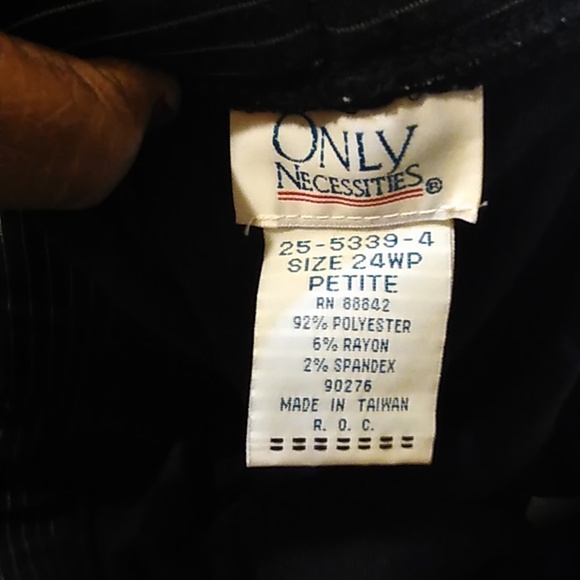 ONLY
NECESSITIES®
25-5339-4
SIZE 24WP
PETITE
RN 88842
92% POLYESTER
6% RAYON
2% SPANDEX
90276
MADE IN TAIWAN
R. O. C.